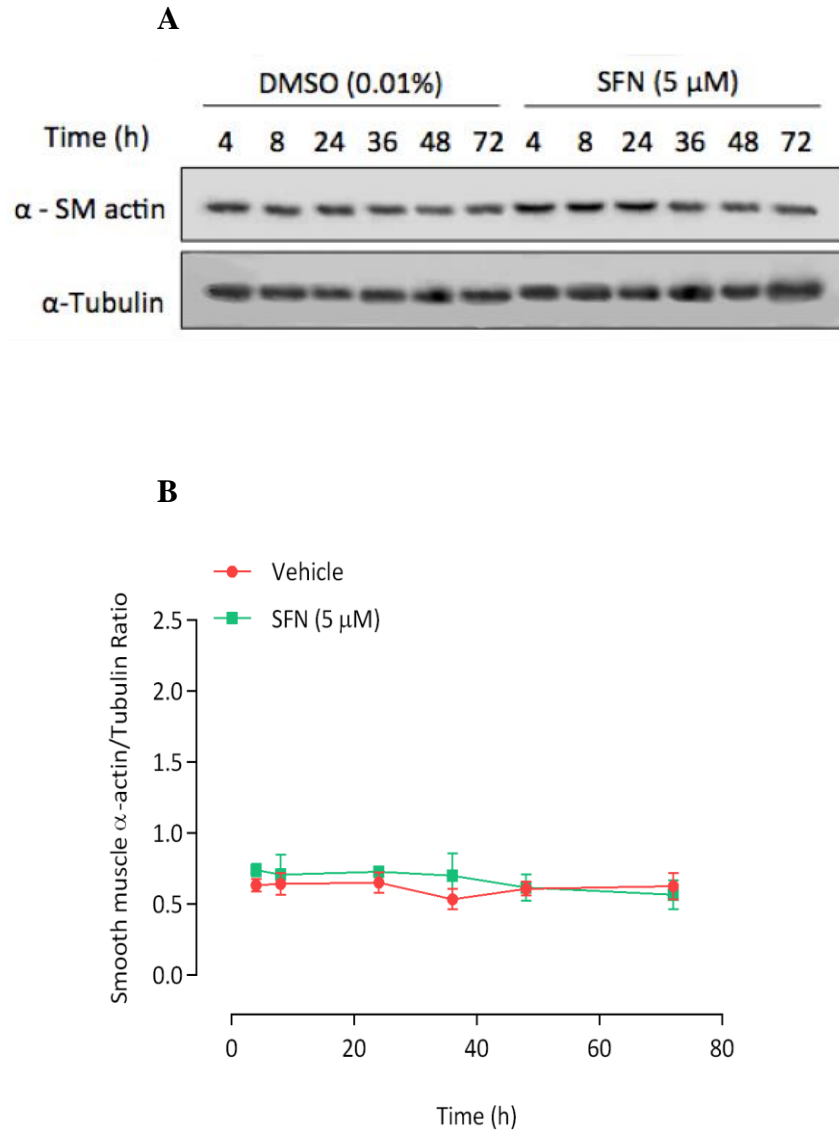 A
DMSO (0.01%) SFN (5 μM)
Time (h) 4 8 24 36 48 72 4 8 24 36 48 72
α - SM actin
α-Tubulin
B
Vehicle
SFN (5 μM)
Smooth muscle α-actin/Tubulin Ratio
2.5
2.0
1.5
1.0
0.5
0.0
0 20 40 60 80
Time (h)